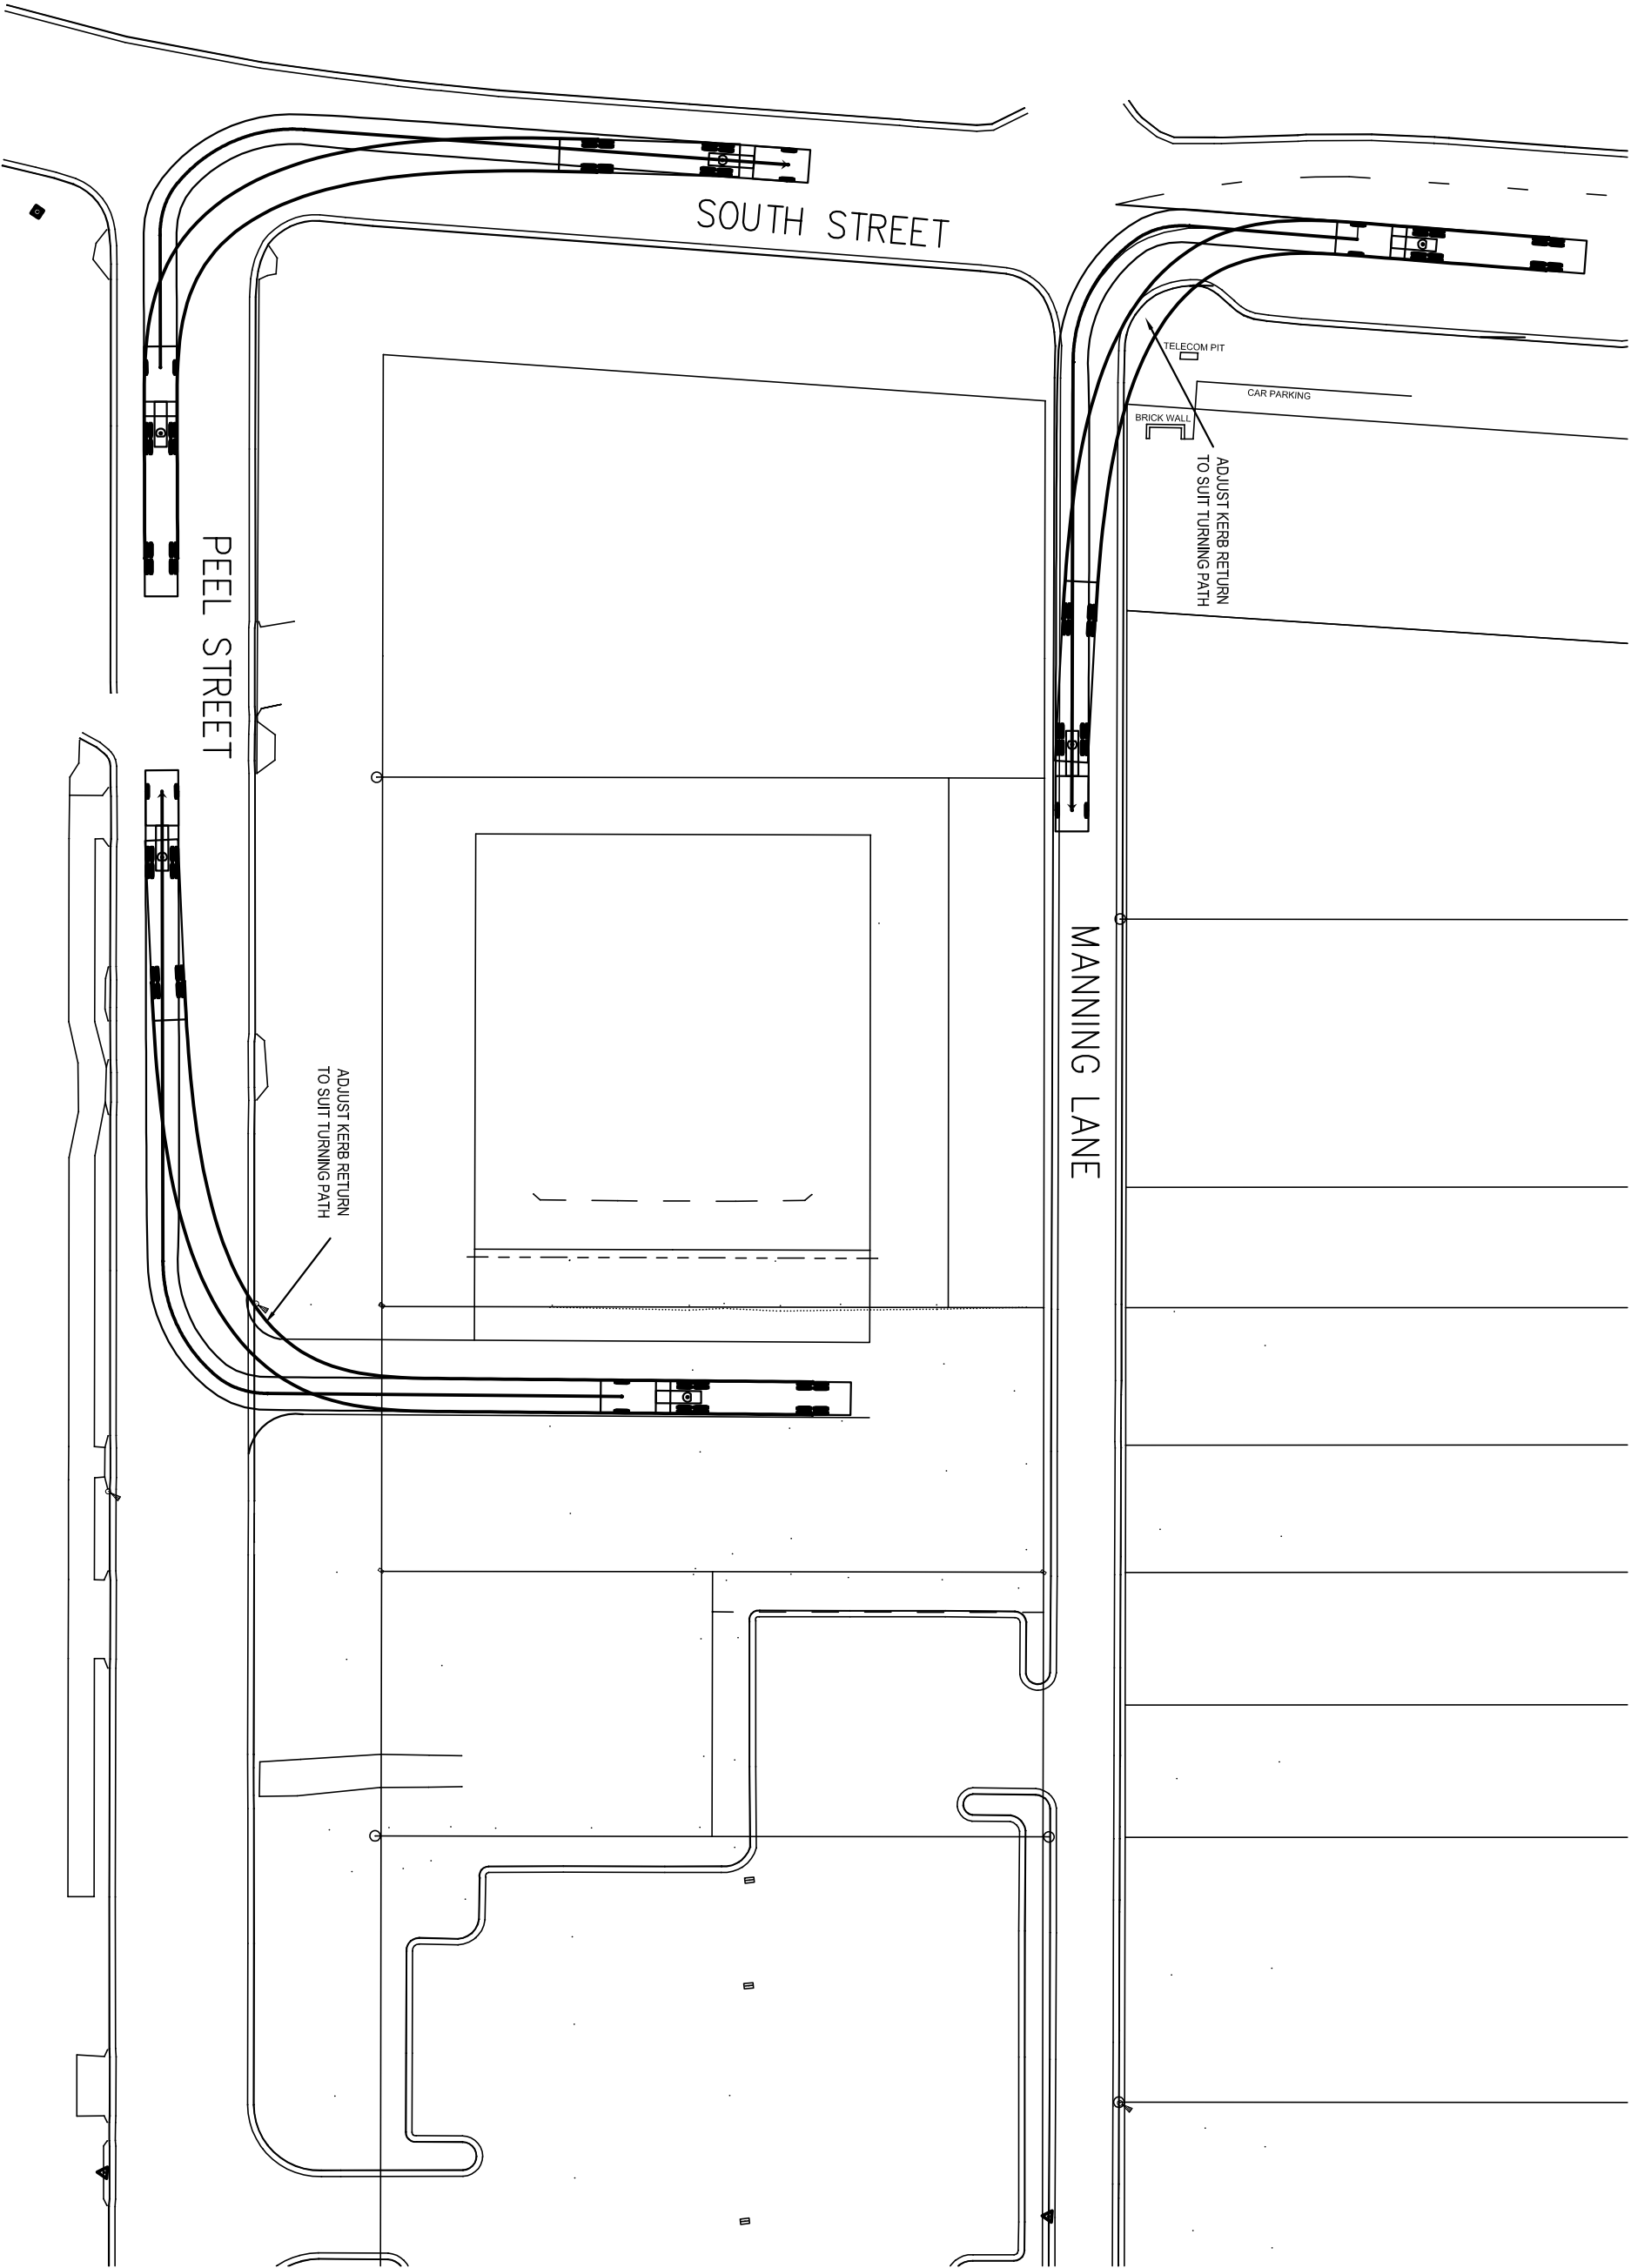 SOUTH STREET
TELECOM PIT
CAR PARKING
BRICK WALL
ADJUST KERB RETURN
TO SUIT TURNING PATH
PEEL STREET
MANNING LANE
ADJUST KERB RETURN
TO SUIT TURNING PATH